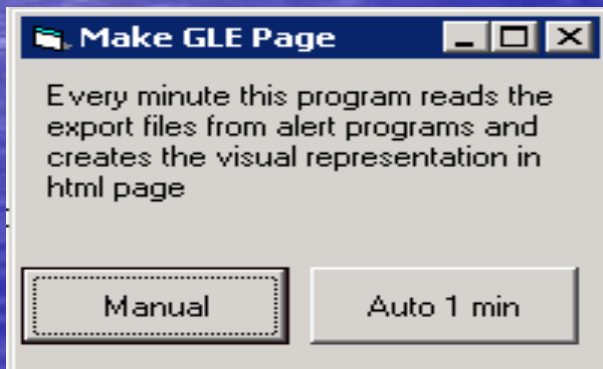 Make GLE Page
Every minute this program reads the
export files from alert programs and
creates the visual representation in
html page
Manual
Auto 1 min